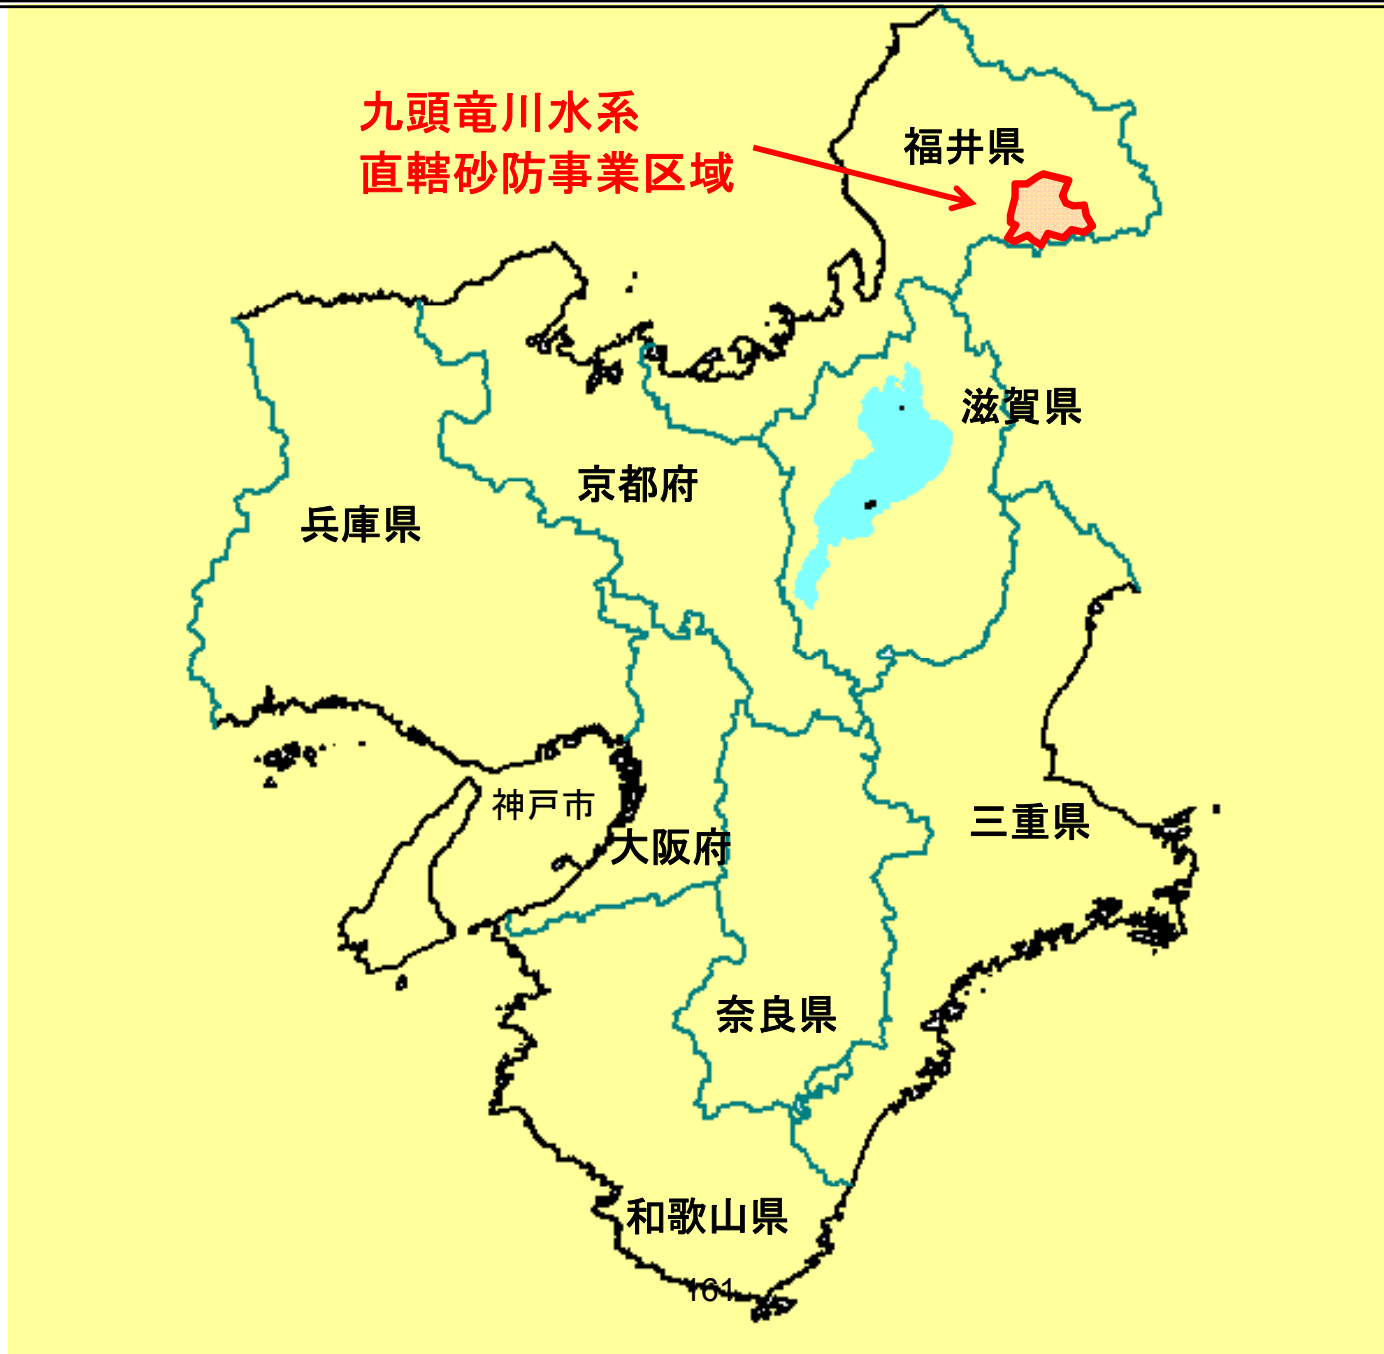 九頭竜川水系
直轄砂防事業区域
福井県
滋賀県
京都府
兵庫県
神戸市
大阪府
三重県
奈良県
和歌山県
161